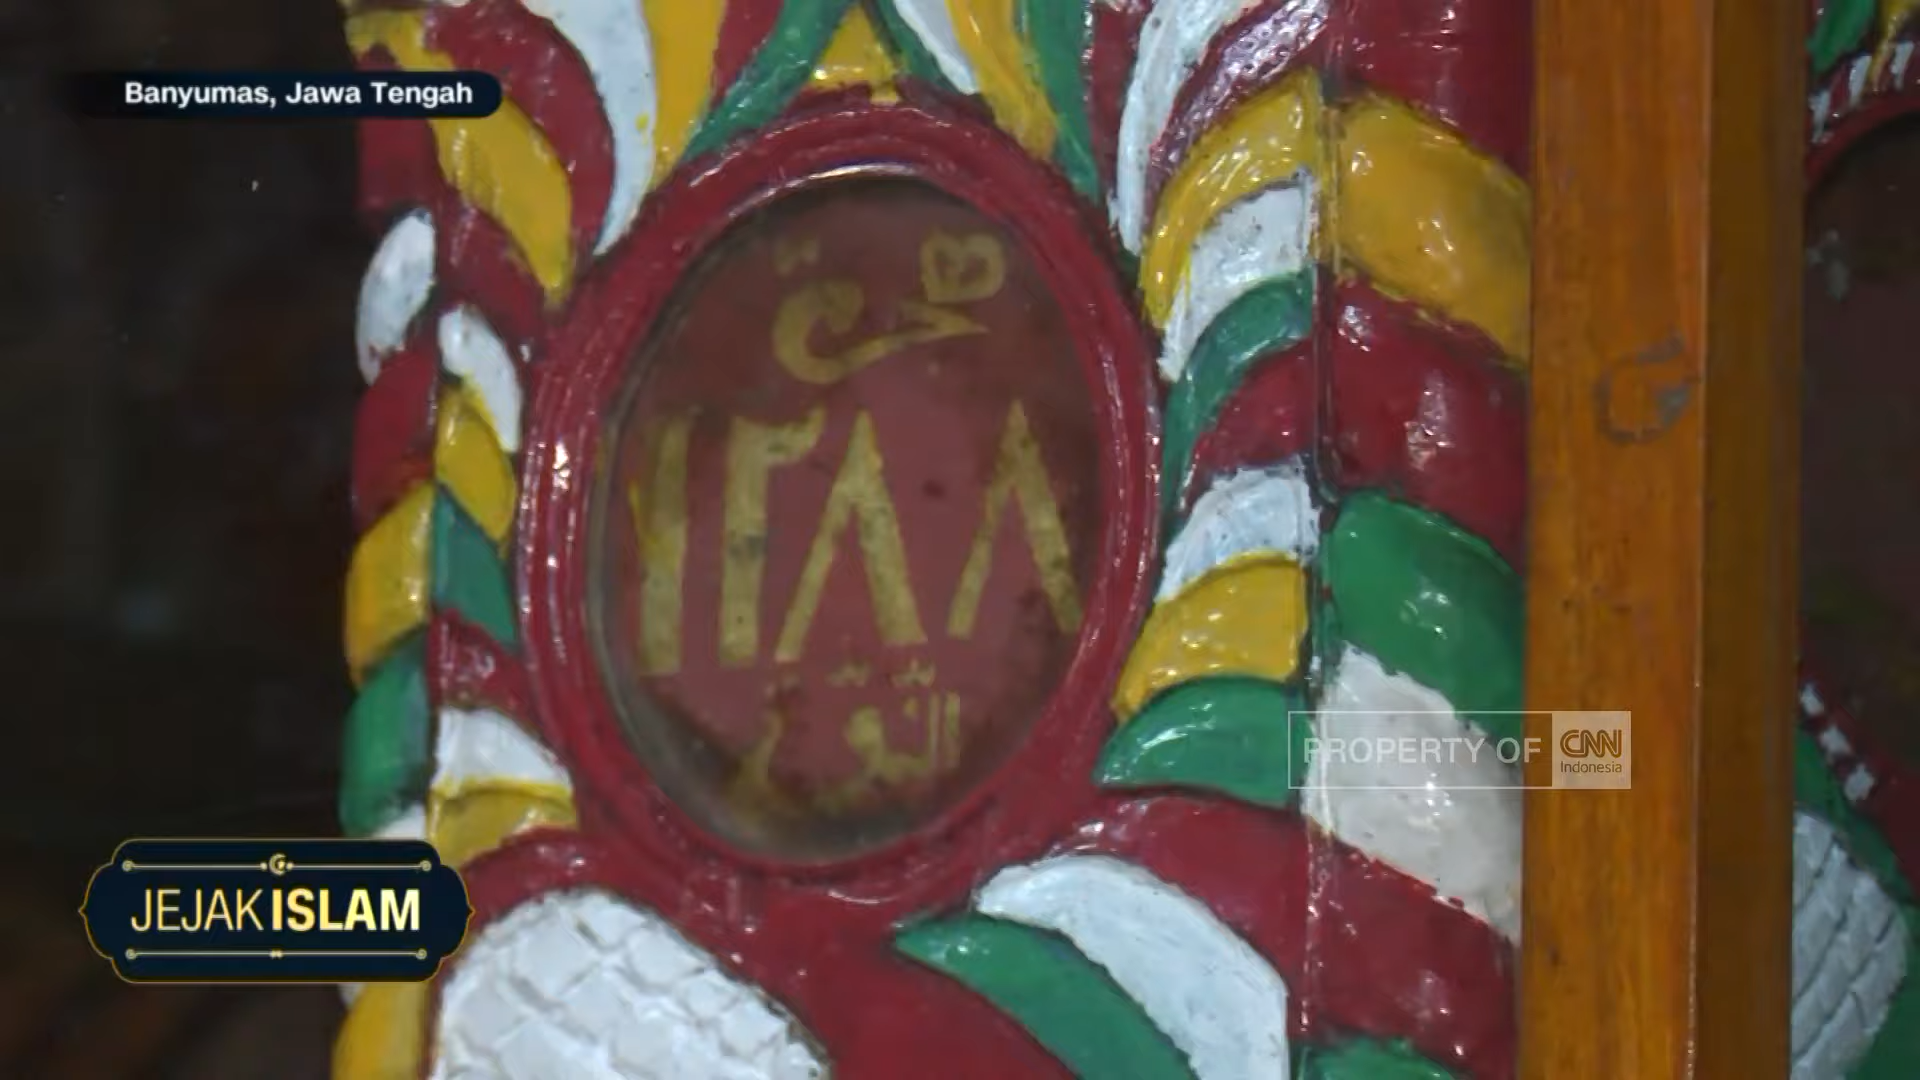 Banyumas, Jawa Tengah
١٢٨٨
PROPERTY OF CNN Indonesia
JEJAK ISLAM